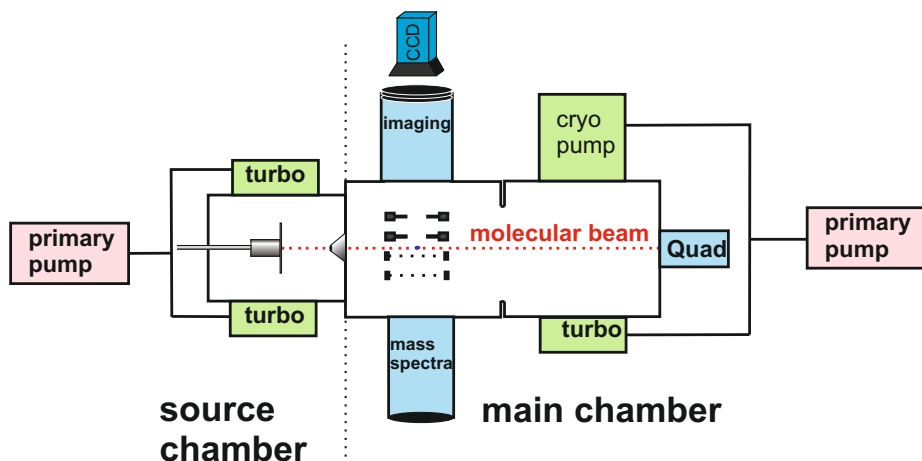 CCD
imaging
cryo
pump
turbo
primary
pump
molecular beam
Quad
primary
pump
turbo
turbo
mass
spectra
source
chamber
main chamber